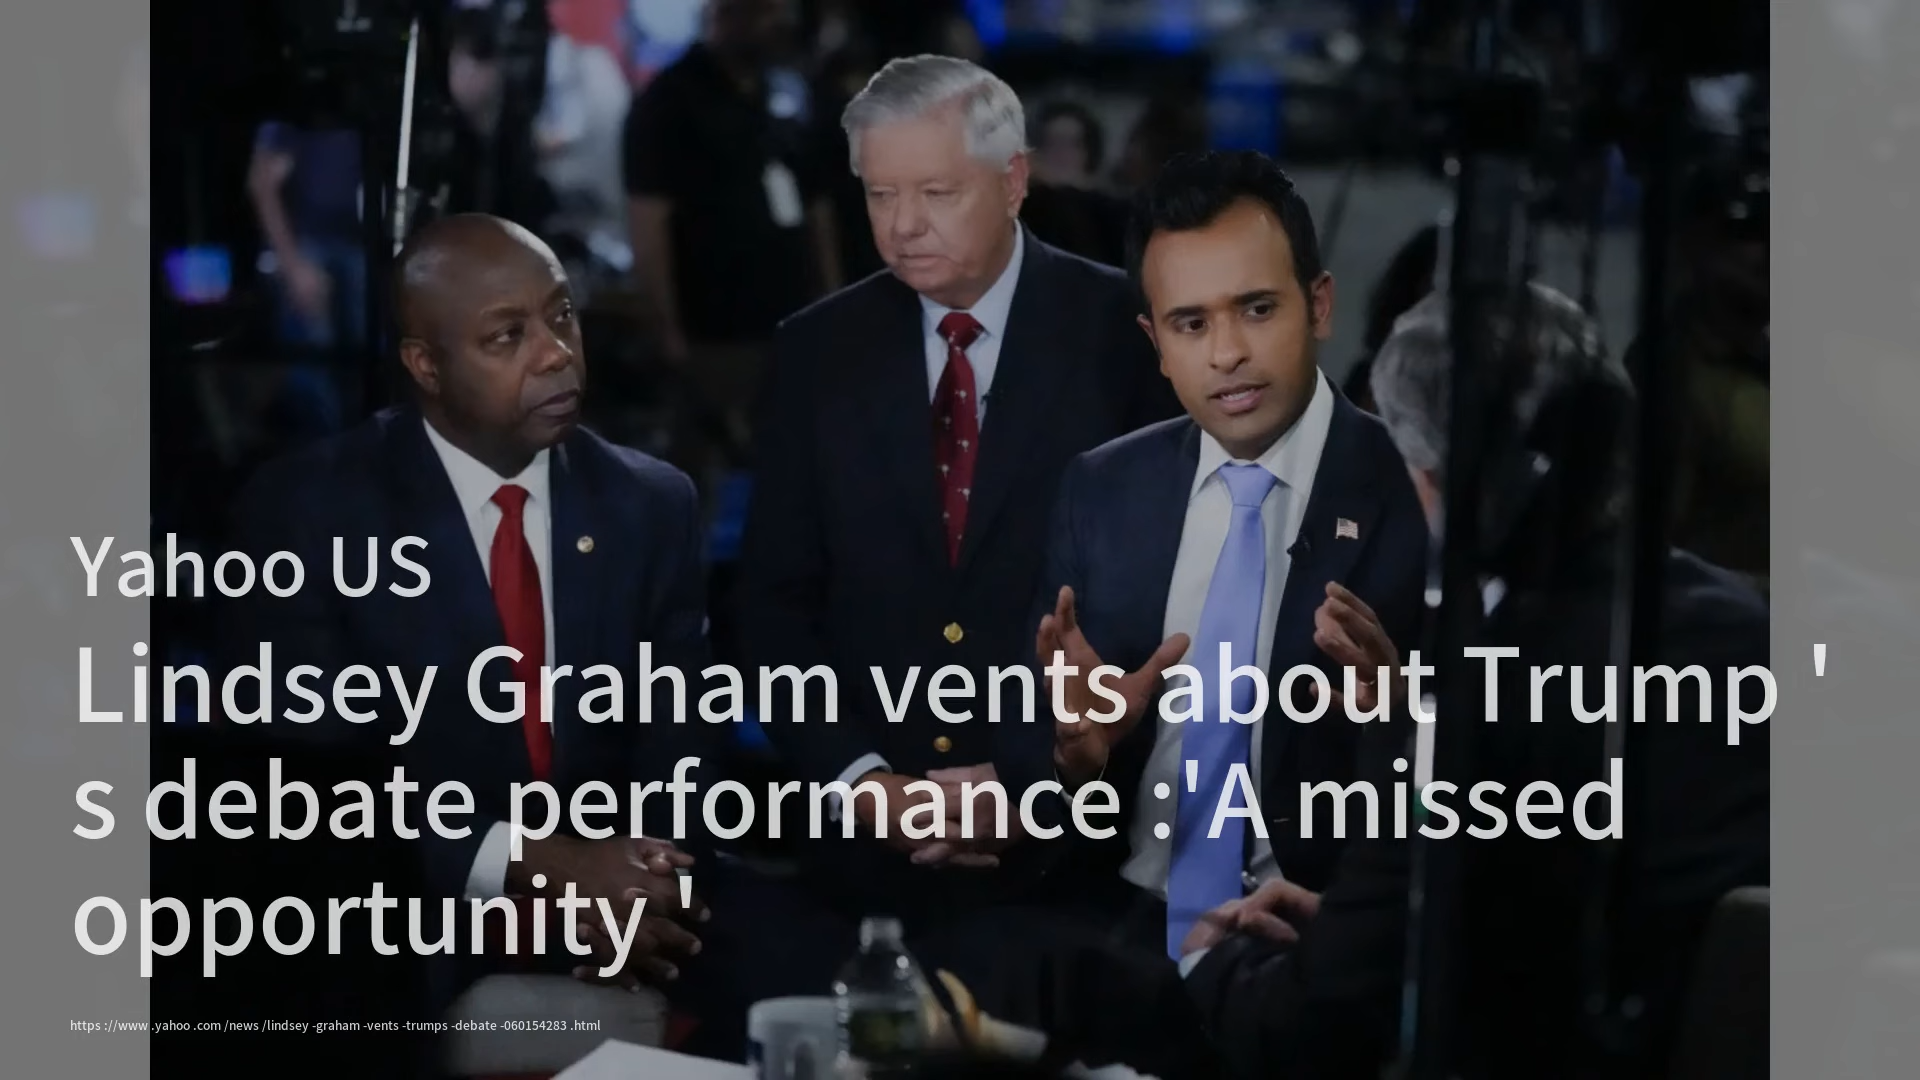 Yahoo US
Lindsey Graham vents about Trump '
s debate performance :'A missed
opportunity '
https ://www .yahoo .com /news /lindsey -graham -vents -trumps -debate -060154283 .html